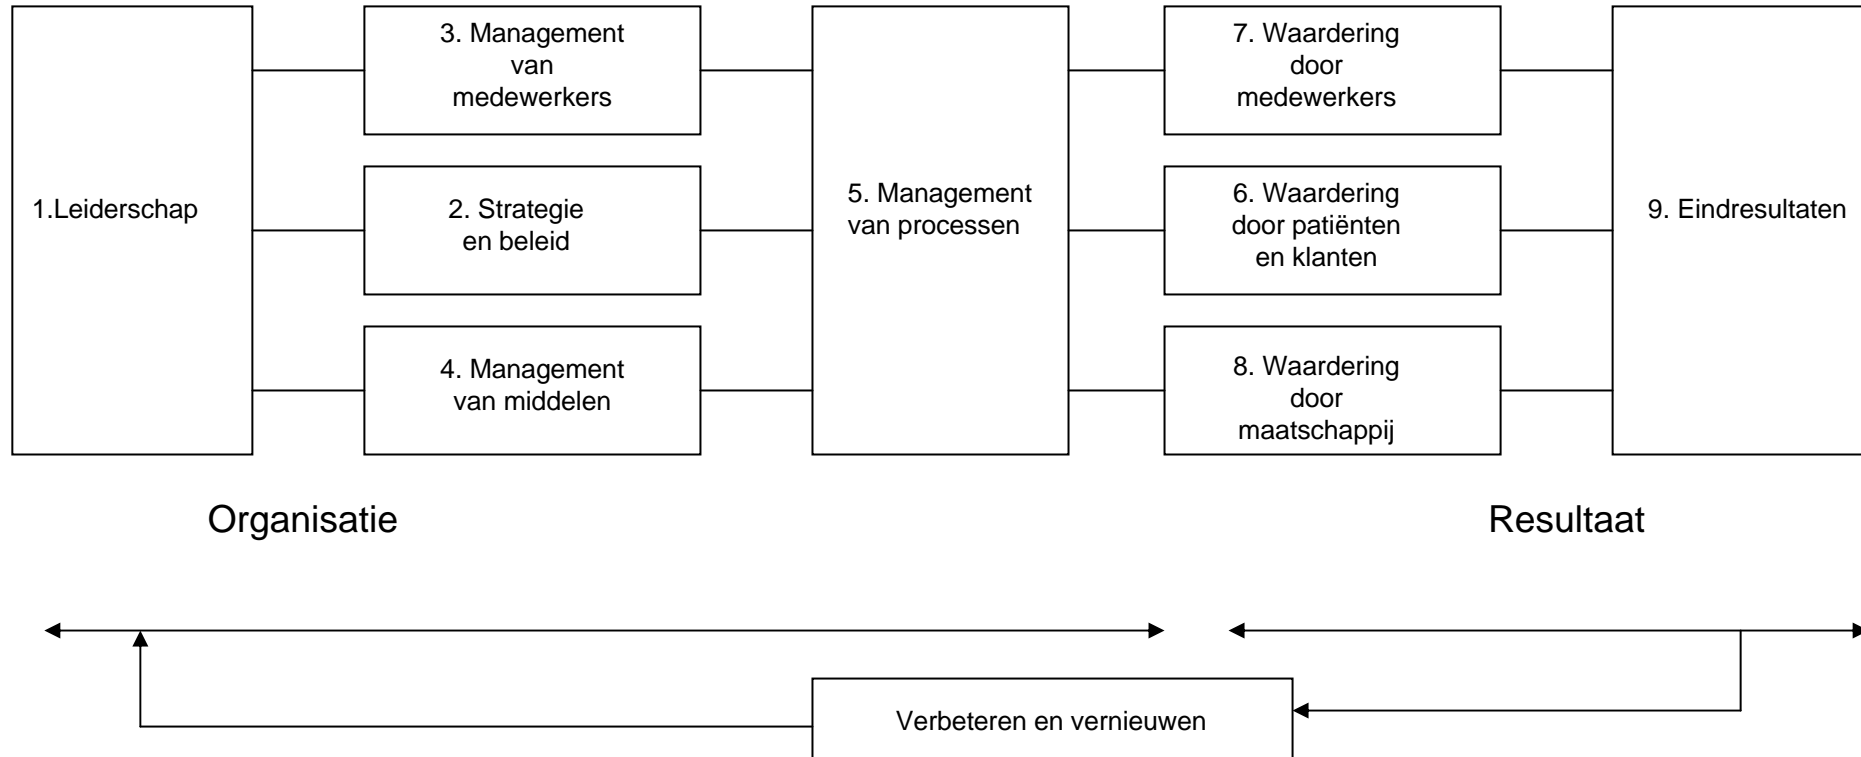 1.Leiderschap
3. Management
van
medewerkers
2. Strategie
en beleid
4. Management
van middelen
5. Management
van processen
7. Waardering
door
medewerkers
6. Waardering
door patiënten
en klanten
8. Waardering
door
maatschappij
9. Eindresultaten
Organisatie
Resultaat
Verbeteren en vernieuwen